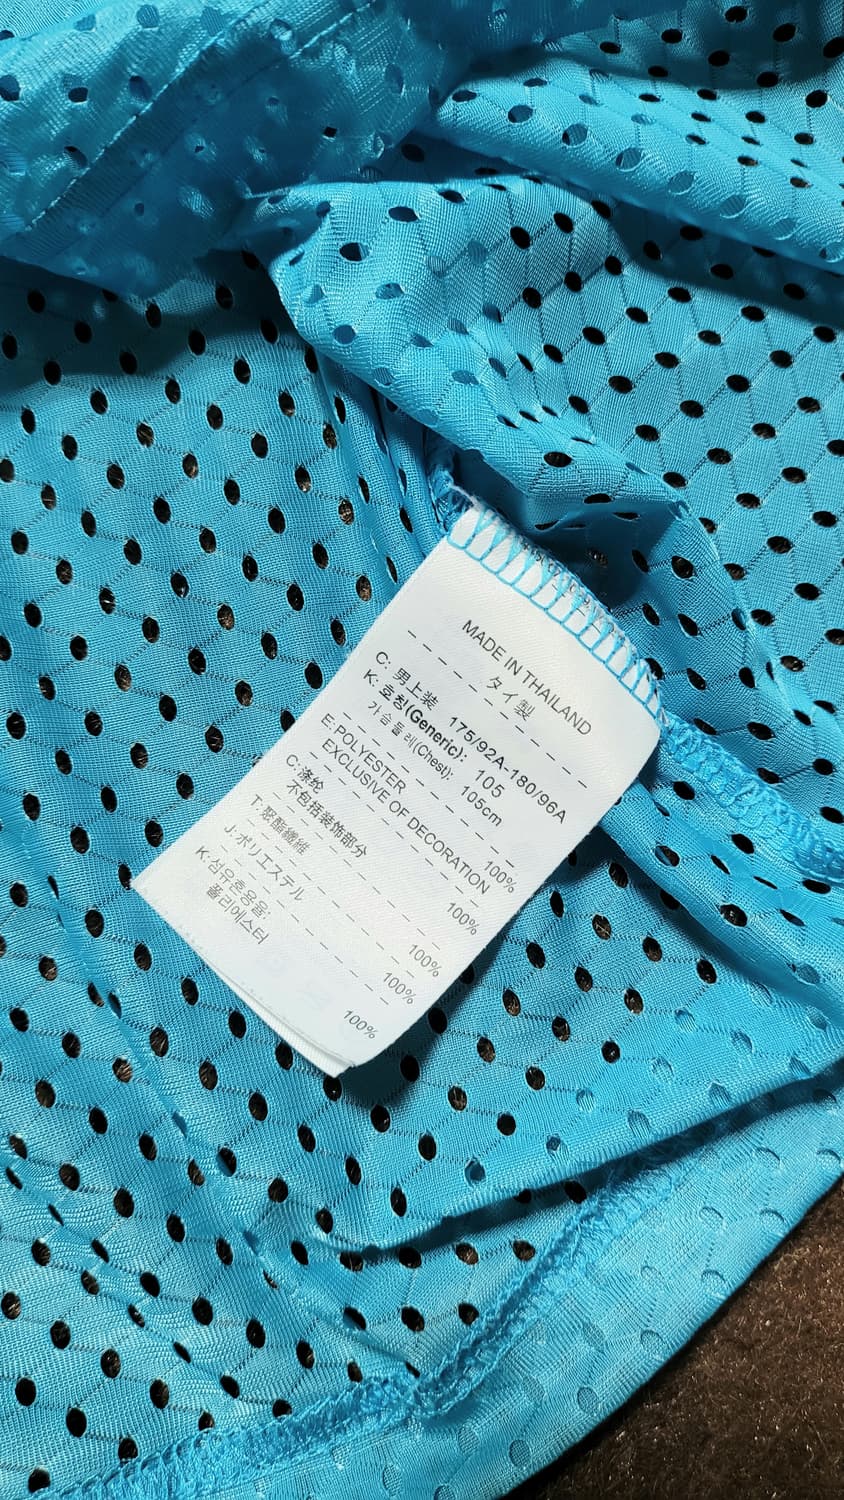 MADE IN THAILAND
タイ製
C: 男上装 175/92A-180/96A
K: 호칭(Generic): 105
가슴둘레(Chest): 105cm
E:POLYESTER 100%
EXCLUSIVE OF DECORATION
C:涤纶 100%
不包括装饰部分
T:聚酯纖維 100%
J:ポリエステル 100%
K:섬유혼용율:
폴리에스터 100%